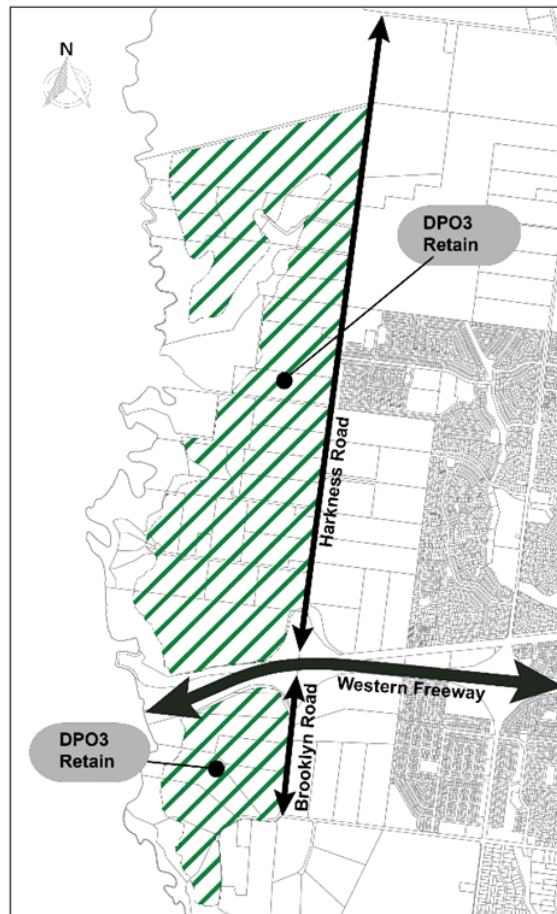 N
DPO3
Retain
Harkness Road
Western Freeway
Brooklyn Road
DPO3
Retain